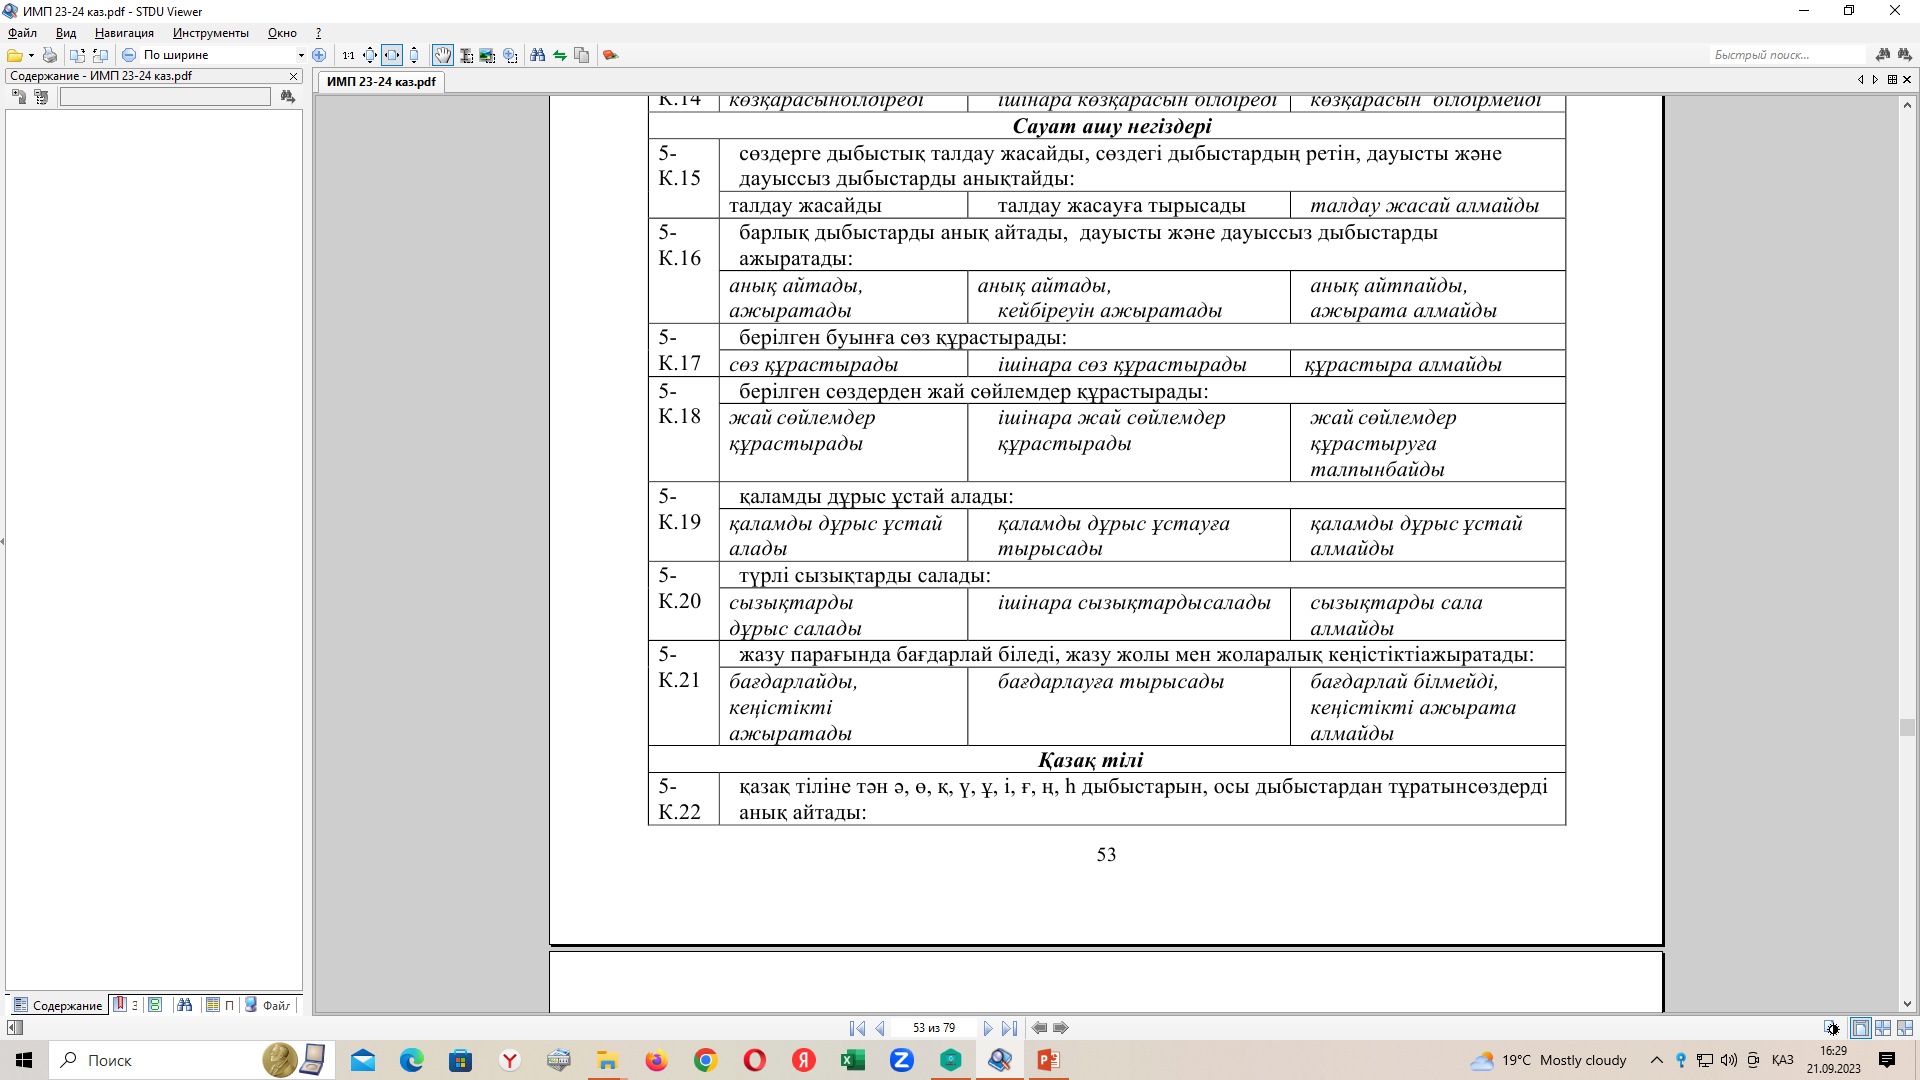 ИМП 23-24 каз.pdf - STDU Viewer
Файл Вид Навигация Инструменты Окно ?
По ширине 1:1 Быстрый поиск...
Содержание - ИМП 23-24 каз.pdf
ИМП 23-24 каз.pdf
К.14 көзқарасынбілдіреді ішінара көзқарасын білдіреді көзқарасын білдірмейді
Сауат ашу негіздері
5- сөздерге дыбыстық талдау жасайды, сөздегі дыбыстардың ретін, дауысты және
К.15 дауыссыз дыбыстарды анықтайды:
талдау жасайды талдау жасауға тырысады талдау жасай алмайды
5- барлық дыбыстарды анық айтады, дауысты және дауыссыз дыбыстарды
К.16 ажыратады:
анық айтады, анық айтады, анық айтпайды,
ажыратады кейбіреуін ажыратады ажырата алмайды
5- берілген буынға сөз құрастырады:
К.17 сөз құрастырады ішінара сөз құрастырады құрастыра алмайды
5- берілген сөздерден жай сөйлемдер құрастырады:
К.18 жай сөйлемдер ішінара жай сөйлемдер жай сөйлемдер
құрастырады құрастырады құрастыруға
талпынбайды
5- қаламды дұрыс ұстай алады:
К.19 қаламды дұрыс ұстай қаламды дұрыс ұстауға қаламды дұрыс ұстай
алады тырысады алмайды
5- түрлі сызықтарды салады:
К.20 сызықтарды ішінара сызықтардысалады сызықтарды сала
дұрыс салады алмайды
5- жазу парағында бағдарлай біледі, жазу жолы мен жоларалық кеңістіктіажыратады:
К.21 бағдарлайды, бағдарлауға тырысады бағдарлай білмейді,
кеңістікті кеңістікті ажырата
ажыратады алмайды
Қазақ тілі
5- қазақ тіліне тән ә, ө, қ, ү, ұ, і, ғ, ң, һ дыбыстарын, осы дыбыстардан тұратынсөздерді
К.22 анық айтады:
53
Содержание З П Файл
53 из 79
Поиск
19°C Mostly cloudy ҚАЗ 16:29
21.09.2023